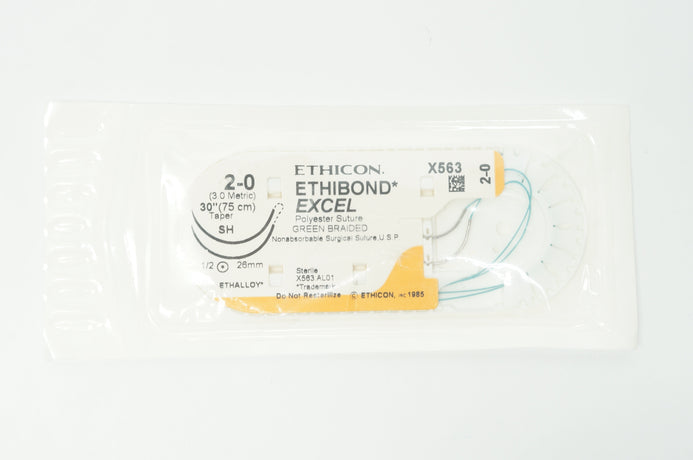 ETHICON.
X563
2-0
2-0
(3.0 Metric)
30"(75 cm)
Taper
SH
1/2 26mm
ETHALLOY*
ETHIBOND*
EXCEL
Polyester Suture
GREEN BRAIDED
Nonabsorbable Surgical Suture, U.S.P.
Sterile
X563.AL01
*Trademark
Do Not Resterilize © ETHICON, INC 1985